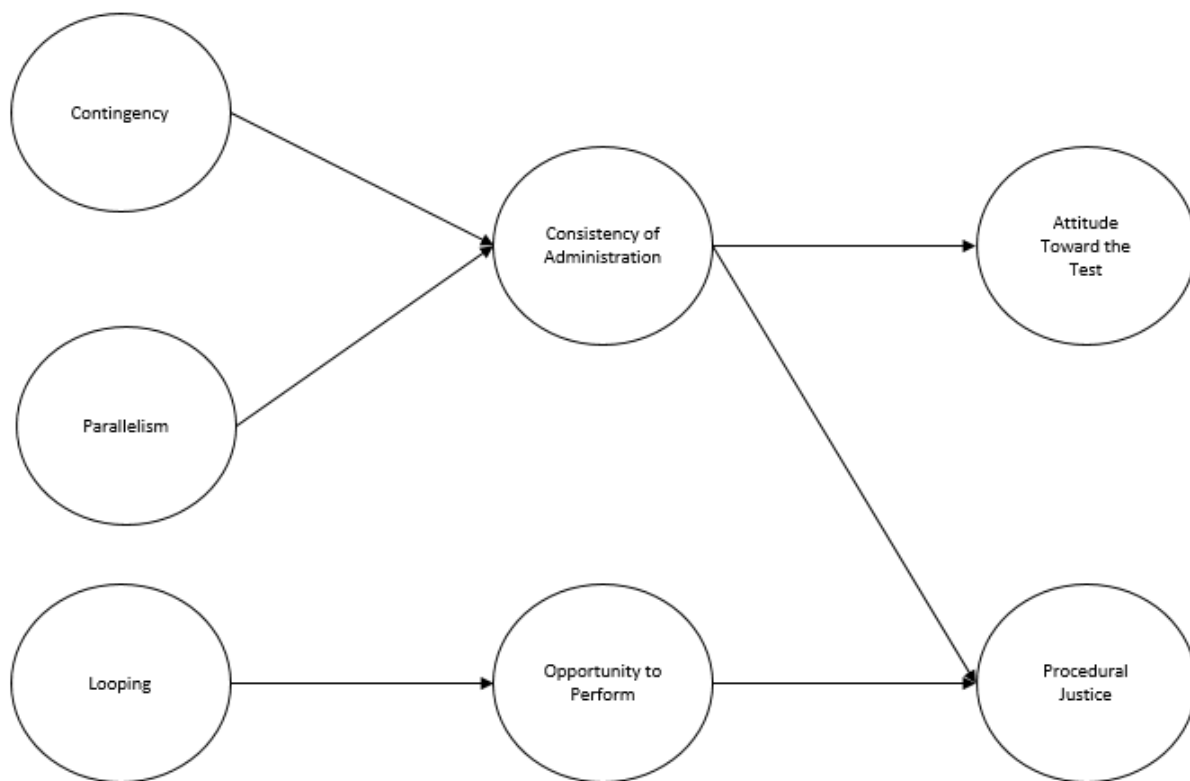 Contingency
Consistency of
Administration
Attitude
Toward the
Test
Parallelism
Looping
Opportunity to
Perform
Procedural
Justice